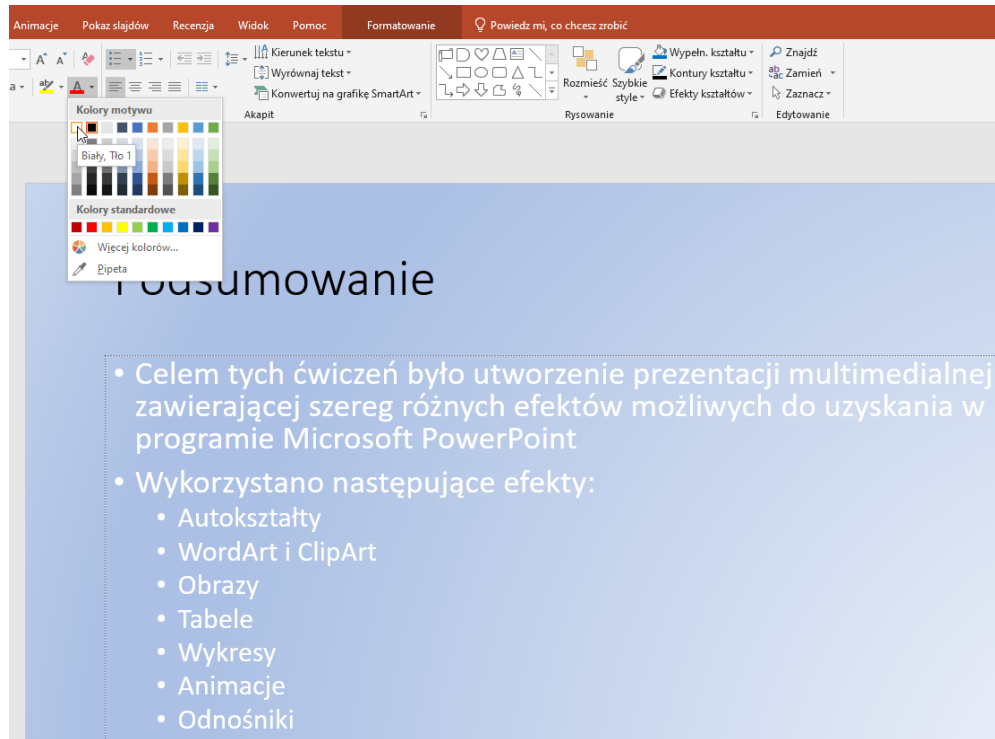 Animacje Pokaz slajdów Recenzja Widok Pomoc Formatowanie Powiedz mi, co chcesz zrobić
A A Kierunek tekstu Wypełn. kształtu Znajdź
Wyrównaj tekst Kontury kształtu ab ac Zamień
a A Konwertuj na grafikę SmartArt Rozmieść Szybkie style Efekty kształtów Zaznacz
Akapit Rysowanie Edytowanie
Kolory motywu
Biały, Tło 1
Kolory standardowe
Więcej kolorów...
Pipeta
Podsumowanie
• Celem tych ćwiczeń było utworzenie prezentacji multimedialnej
zawierającej szereg różnych efektów możliwych do uzyskania w
programie Microsoft PowerPoint
• Wykorzystano następujące efekty:
• Autokształty
• WordArt i ClipArt
• Obrazy
• Tabele
• Wykresy
• Animacje
• Odnośniki